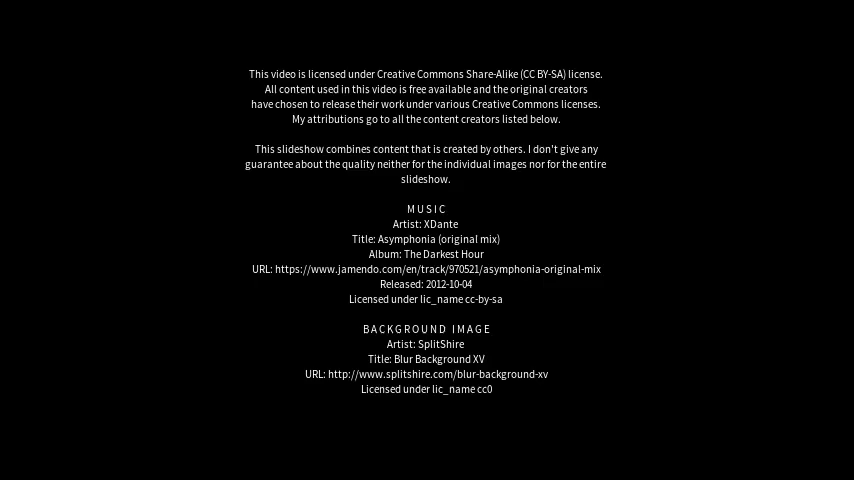 This video is licensed under Creative Commons Share-Alike (CC BY-SA) license.
All content used in this video is free available and the original creators
have chosen to release their work under various Creative Commons licenses.
My attributions go to all the content creators listed below.
This slideshow combines content that is created by others. I don't give any
guarantee about the quality neither for the individual images nor for the entire
slideshow.
MUSIC
Artist: XDante
Title: Asymphonia (original mix)
Album: The Darkest Hour
URL: https://www.jamendo.com/en/track/970521/asymphonia-original-mix
Released: 2012-10-04
Licensed under lic_name cc-by-sa
BACKGROUND IMAGE
Artist: SplitShire
Title: Blur Background XV
URL: http://www.splitshire.com/blur-background-xv
Licensed under lic_name cc0